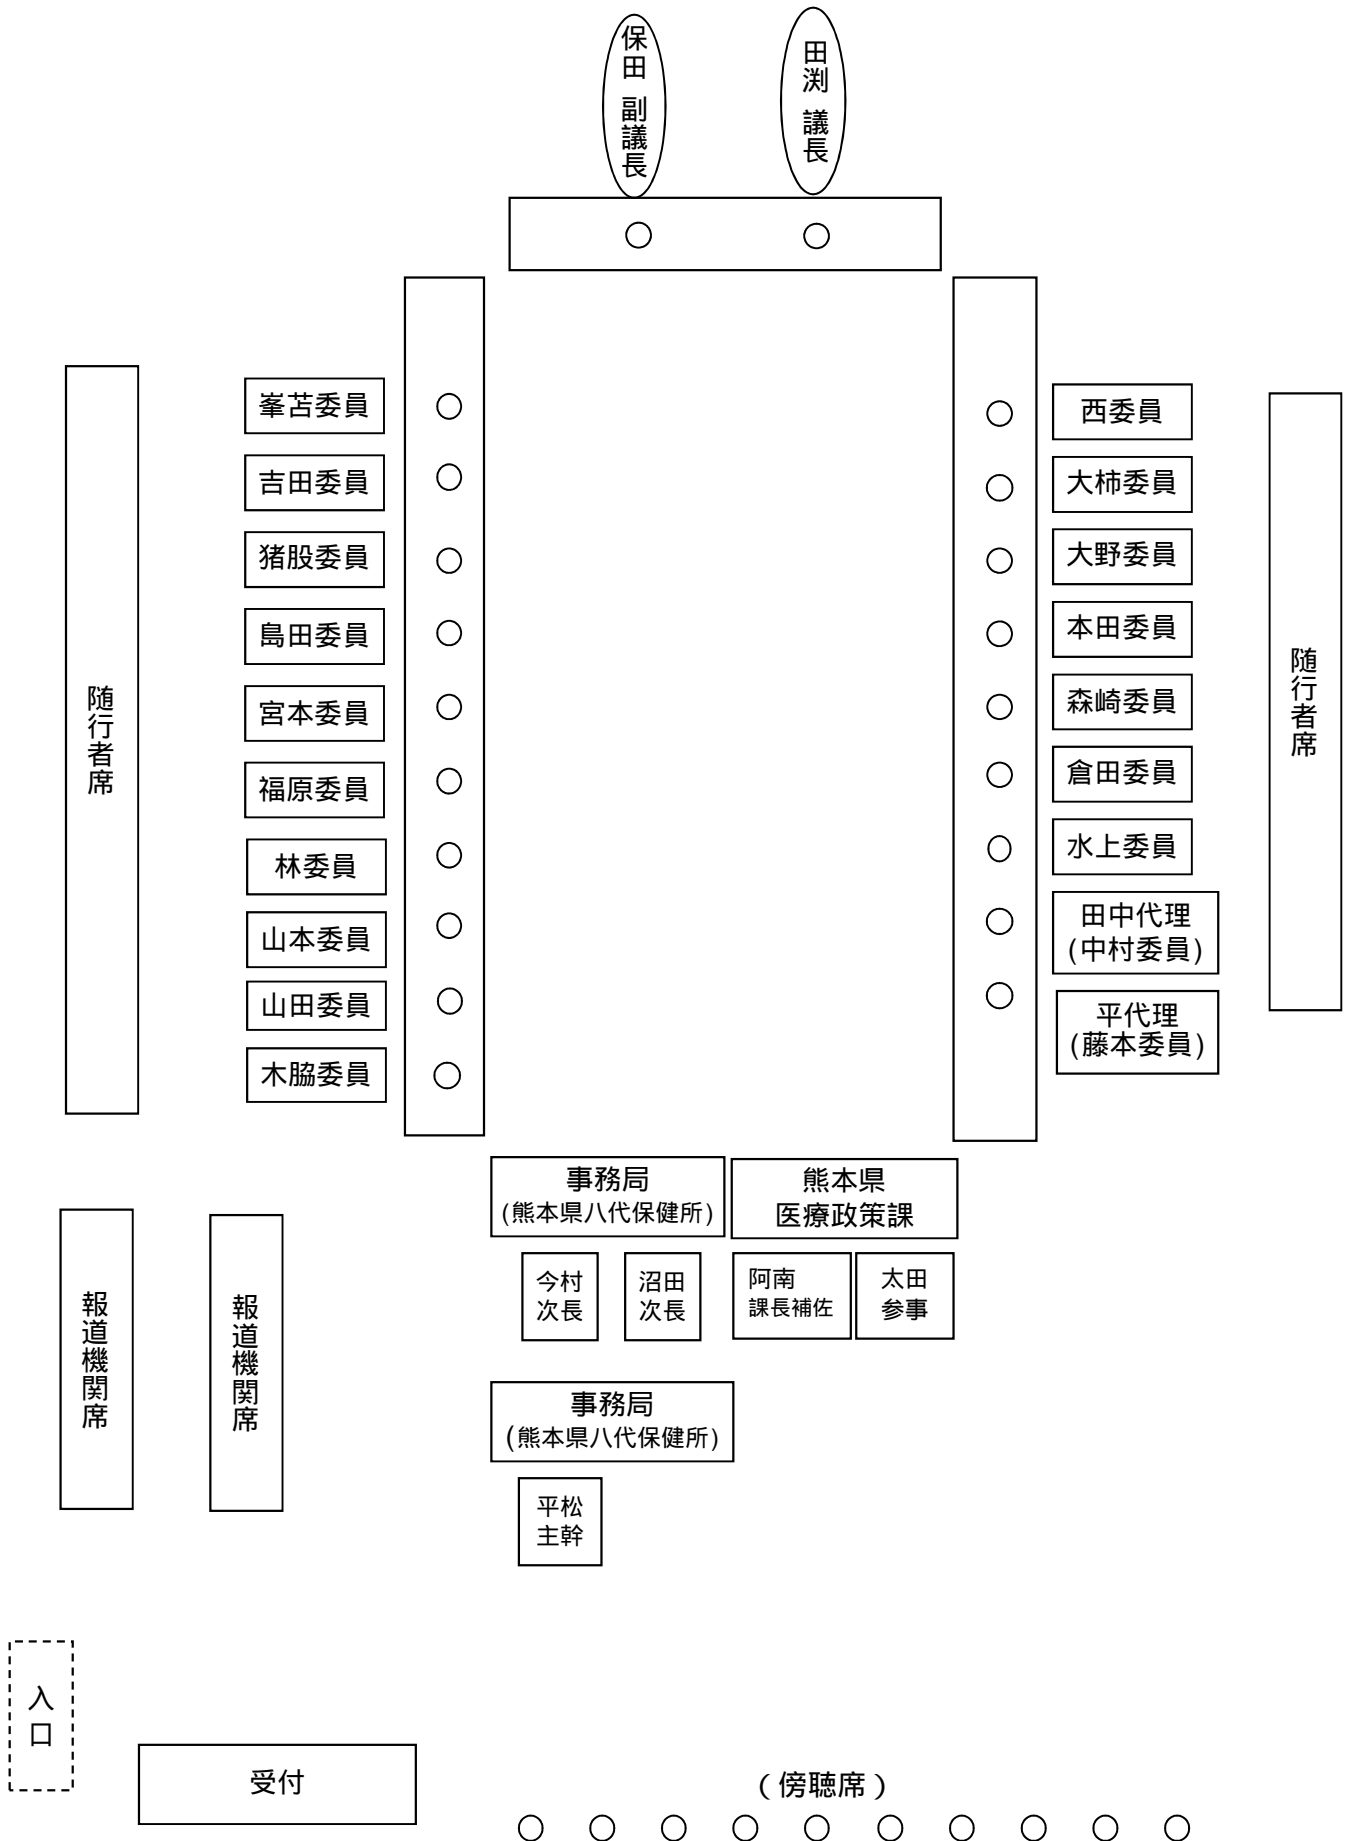 保田 副議長
田渕 議長
峯苫委員
吉田委員
猪股委員
島田委員
宮本委員
福原委員
林委員
山本委員
山田委員
木脇委員
西委員
大柿委員
大野委員
本田委員
森崎委員
倉田委員
水上委員
田中代理
(中村委員)
平代理
(藤本委員)
随行者席
随行者席
事務局
(熊本県八代保健所)
熊本県
医療政策課
今村
次長
沼田
次長
阿南
課長補佐
太田
参事
報道機関席
報道機関席
事務局
(熊本県八代保健所)
平松
主幹
入口
受付
(傍聴席)